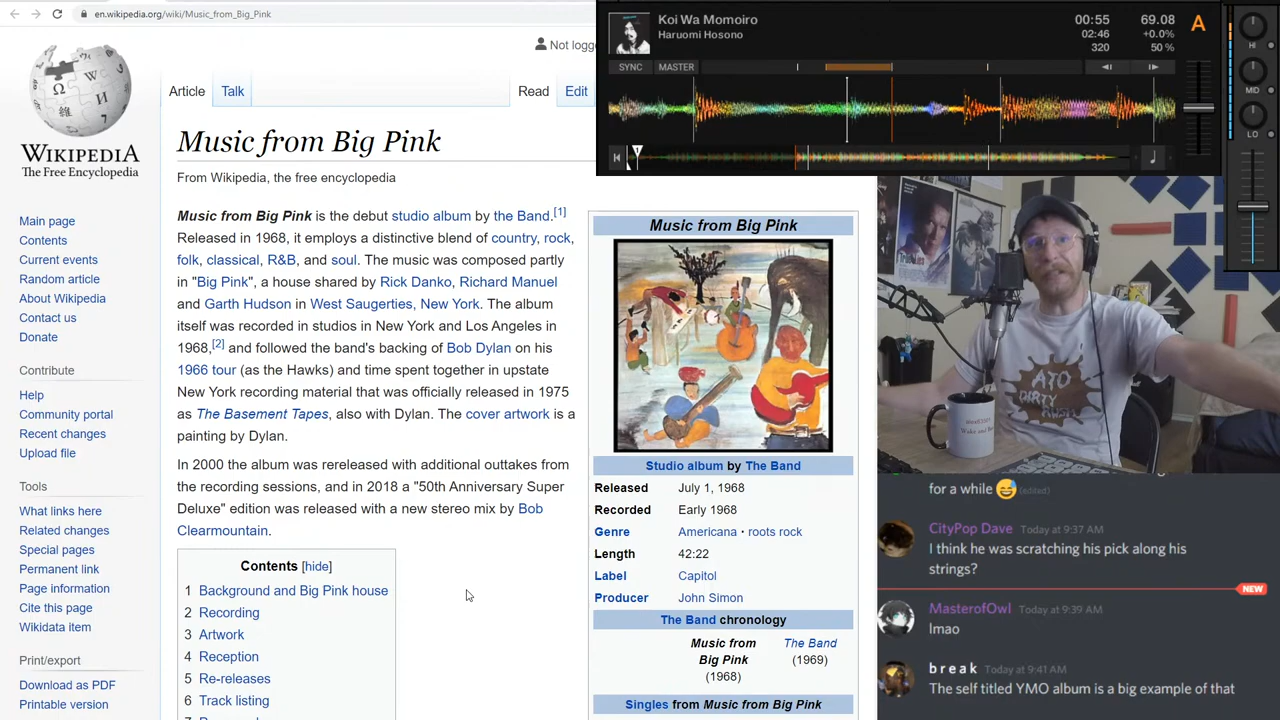 en.wikipedia.org/wiki/Music_from_Big_Pink
Not logge
Article
Talk
Read
Edit
WIKIPEDIA
The Free Encyclopedia
Main page
Contents
Current events
Random article
About Wikipedia
Contact us
Donate
Contribute
Help
Community portal
Recent changes
Upload file
Tools
What links here
Related changes
Special pages
Permanent link
Page information
Cite this page
Wikidata item
Print/export
Download as PDF
Printable version
Music from Big Pink
From Wikipedia, the free encyclopedia
Music from Big Pink is the debut studio album by the Band.[1]
Released in 1968, it employs a distinctive blend of country, rock,
folk, classical, R&B, and soul. The music was composed partly
in "Big Pink", a house shared by Rick Danko, Richard Manuel
and Garth Hudson in West Saugerties, New York. The album
itself was recorded in studios in New York and Los Angeles in
1968,[2] and followed the band's backing of Bob Dylan on his
1966 tour (as the Hawks) and time spent together in upstate
New York recording material that was officially released in 1975
as The Basement Tapes, also with Dylan. The cover artwork is a
painting by Dylan.
In 2000 the album was rereleased with additional outtakes from
the recording sessions, and in 2018 a "50th Anniversary Super
Deluxe" edition was released with a new stereo mix by Bob
Clearmountain.
Contents [hide]
1 Background and Big Pink house
2 Recording
3 Artwork
4 Reception
5 Re-releases
6 Track listing
Music from Big Pink
Studio album by The Band
Released July 1, 1968
Recorded Early 1968
Genre Americana · roots rock
Length 42:22
Label Capitol
Producer John Simon
The Band chronology
Music from
Big Pink
(1968)
The Band
(1969)
Singles from Music from Big Pink
Koi Wa Momoiro
Haruomi Hosono
00:55
02:46
320
69.08
+0.0%
50 %
A
SYNC
MASTER
1
HI
MID
LO
ATO
DIRTY
for a while 😅 (edited)
CityPop Dave Today at 9:37 AM
I think he was scratching his pick along his
strings?
NEW
MasterofOwl Today at 9:39 AM
lmao
b r e a k Today at 9:41 AM
The self titled YMO album is a big example of that